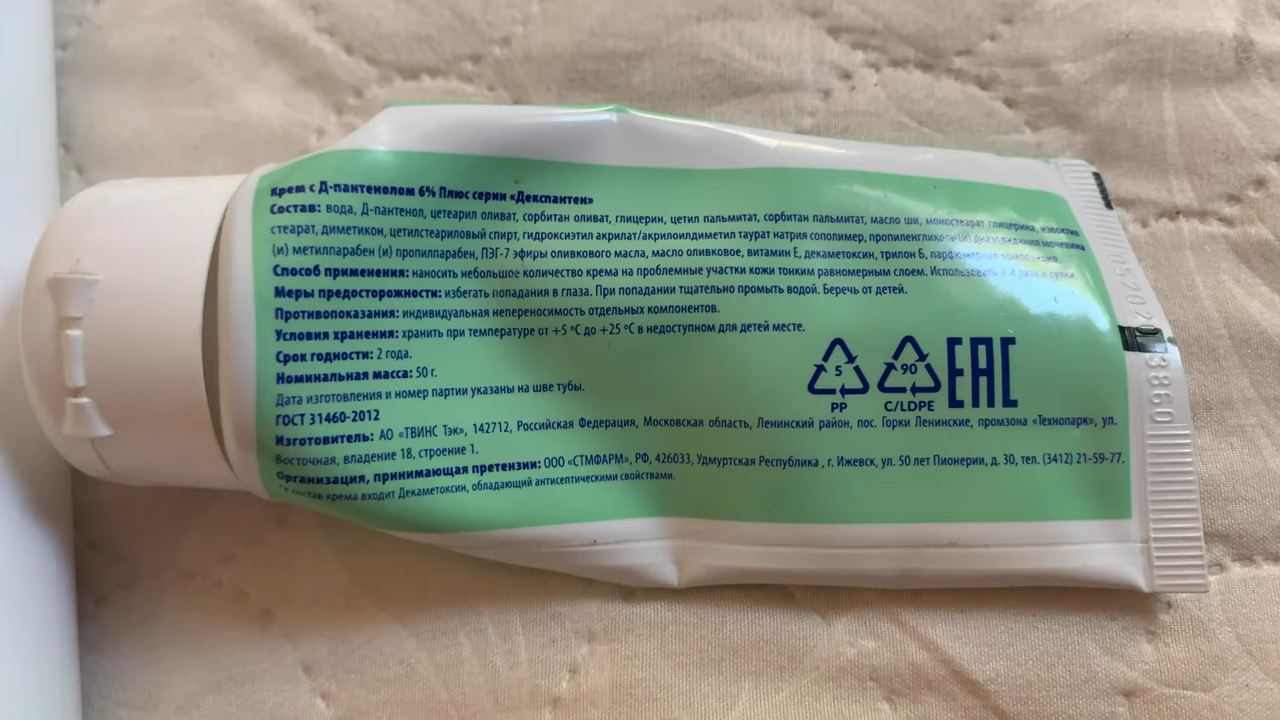 Крем с Д-пантенолом 6% Плюс серии «Декспантен»
Состав: вода, Д-пантенол, цетеарил оливат, сорбитан оливат, глицерин, цетил пальмитат, сорбитан пальмитат, масло ши, моностеарат глицерина,
стеарат, диметикон, цетилстеариловый спирт, гидроксиэтил акрилат/акрилоилдиметил таурат натрия сополимер, пропиленгликоль (и) диазолидинил мочевина
(и) метилпарабен (и) пропилпарабен, ПЭГ-7 эфиры оливкового масла, масло оливковое, витамин Е, декаметоксин, трилон Б,
Способ применения: наносить небольшое количество крема на проблемные участки кожи тонким равномерным слоем. Использовать раза в сутки.
Меры предосторожности: избегать попадания в глаза. При попадании тщательно промыть водой. Беречь от детей.
Противопоказания: индивидуальная непереносимость отдельных компонентов.
Условия хранения: хранить при температуре от +5 ºС до +25 ºС в недоступном для детей месте.
Срок годности: 2 года.
Номинальная масса: 50 г.
Дата изготовления и номер партии указаны на шве тубы.
ГОСТ 31460-2012
5
PP
90
C/LDPE
EAC
Изготовитель: АО «ТВИНС Тэк», 142712, Российская Федерация, Московская область, Ленинский район, пос. Горки Ленинские, промзона «Технопарк», ул.
Восточная, владение 18, строение 1.
Организация, принимающая претензии: ООО «СТМФАРМ», РФ, 426033, Удмуртская Республика , г. Ижевск, ул. 50 лет Пионерии, д. 30, тел. (3412) 21-59-77.
состав крема входит Декаметоксин, обладающий антисептическими свойствами.